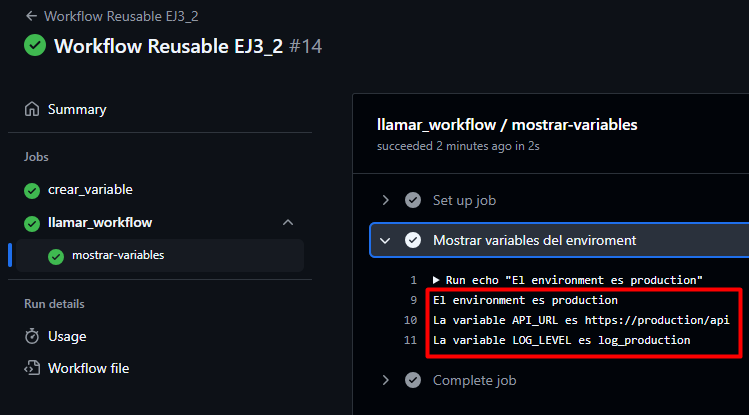 Workflow Reusable EJ3_2
Workflow Reusable EJ3_2 #14
Summary
Jobs
crear_variable
llamar_workflow
mostrar-variables
Run details
Usage
Workflow file
llamar_workflow / mostrar-variables
succeeded 2 minutes ago in 2s
Set up job
Mostrar variables del enviroment
1 Run echo "El environment es production"
9 El environment es production
10 La variable API_URL es https://production/api
11 La variable LOG_LEVEL es log_production
Complete job